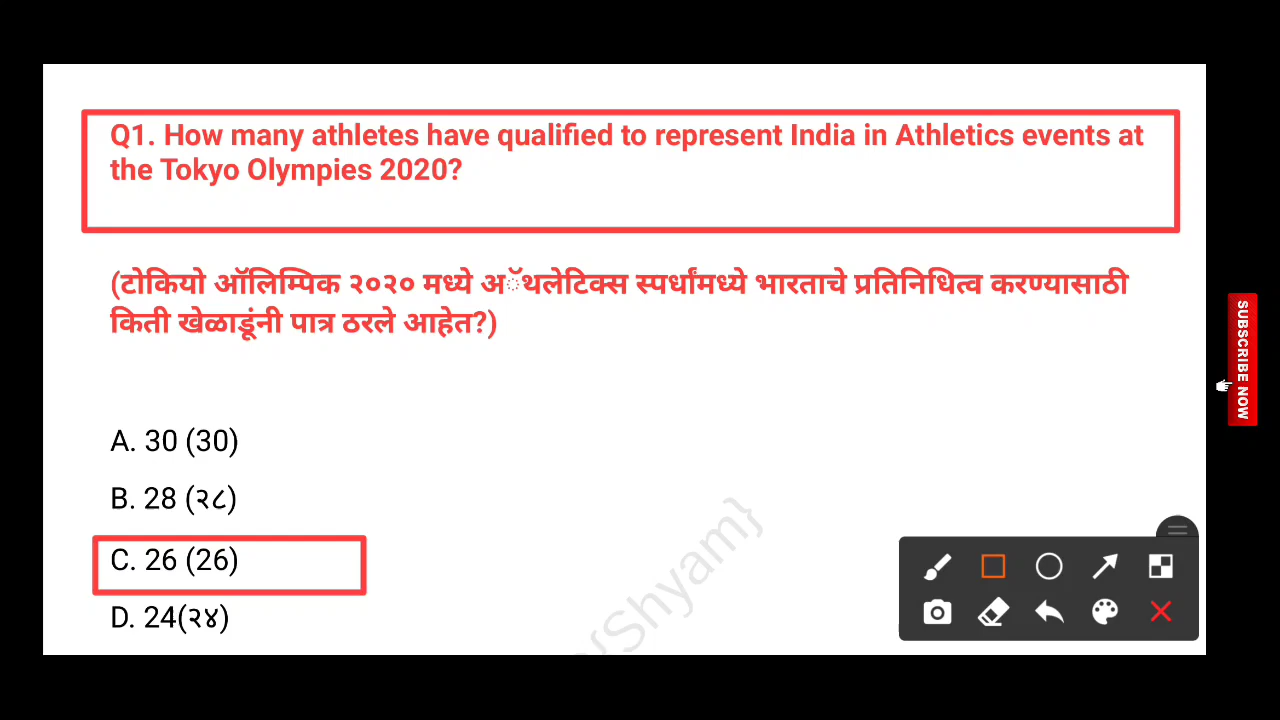 Q1. How many athletes have qualified to represent India in Athletics events at
the Tokyo Olympies 2020?
(टोकियो ऑलिम्पिक २०२० मध्ये अॅथलेटिक्स स्पर्धांमध्ये भारताचे प्रतिनिधित्व करण्यासाठी
किती खेळाडूंनी पात्र ठरले आहेत?)
A. 30 (30)
B. 28 (२८)
C. 26 (26)
D. 24(२४)
{Shyam}
SUBSCRIBE NOW